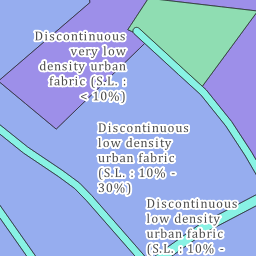 Discontinuous
very low
density urban
fabric (S.L. :
< 10%)
Discontinuous
low density
urban fabric
(S.L. : 10% -
30%)
Discontinuous
low density
urban fabric
(S.L. : 10% -